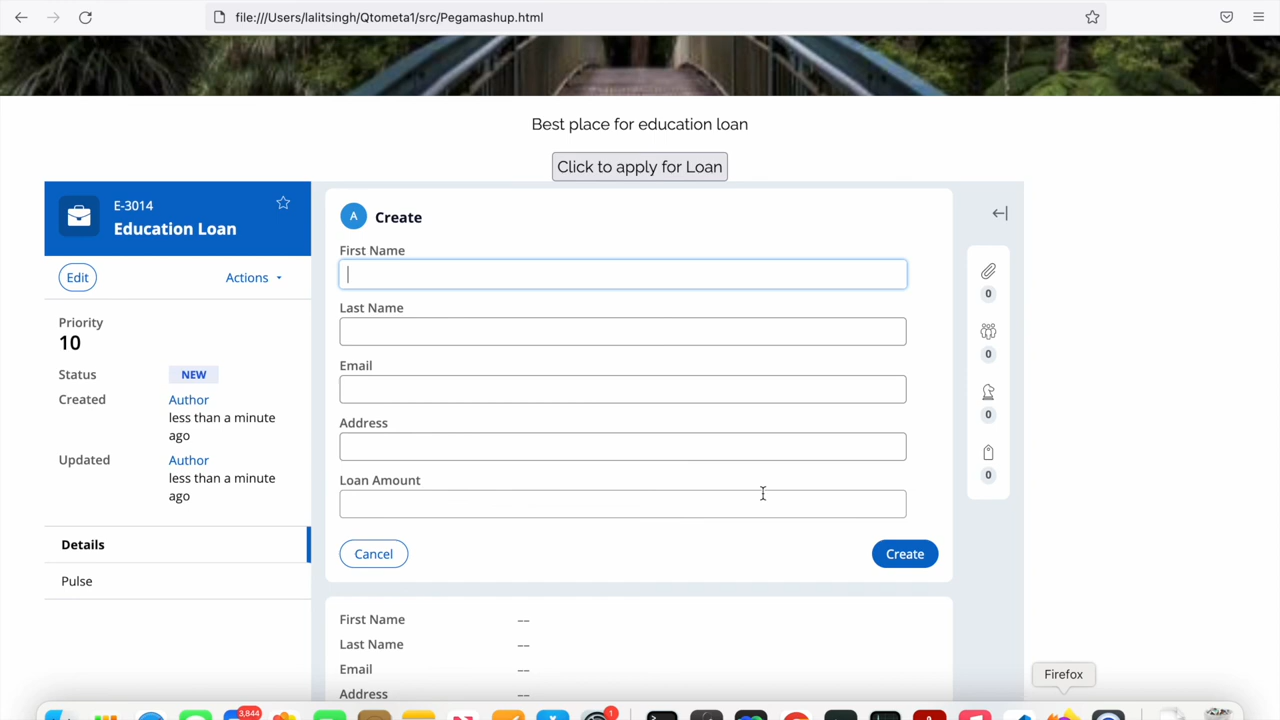 file:///Users/lalitsingh/Qtometa1/src/Pegamashup.html
Best place for education loan
Click to apply for Loan
E-3014
Education Loan
Edit
Actions
Priority
10
Status
NEW
Created
Author
less than a minute
ago
Updated
Author
less than a minute
ago
Details
Pulse
A
Create
First Name
Last Name
Email
Address
Loan Amount
Cancel
Create
First Name
--
Last Name
--
Email
--
Address
--
0
0
0
0
Firefox
3,844
1